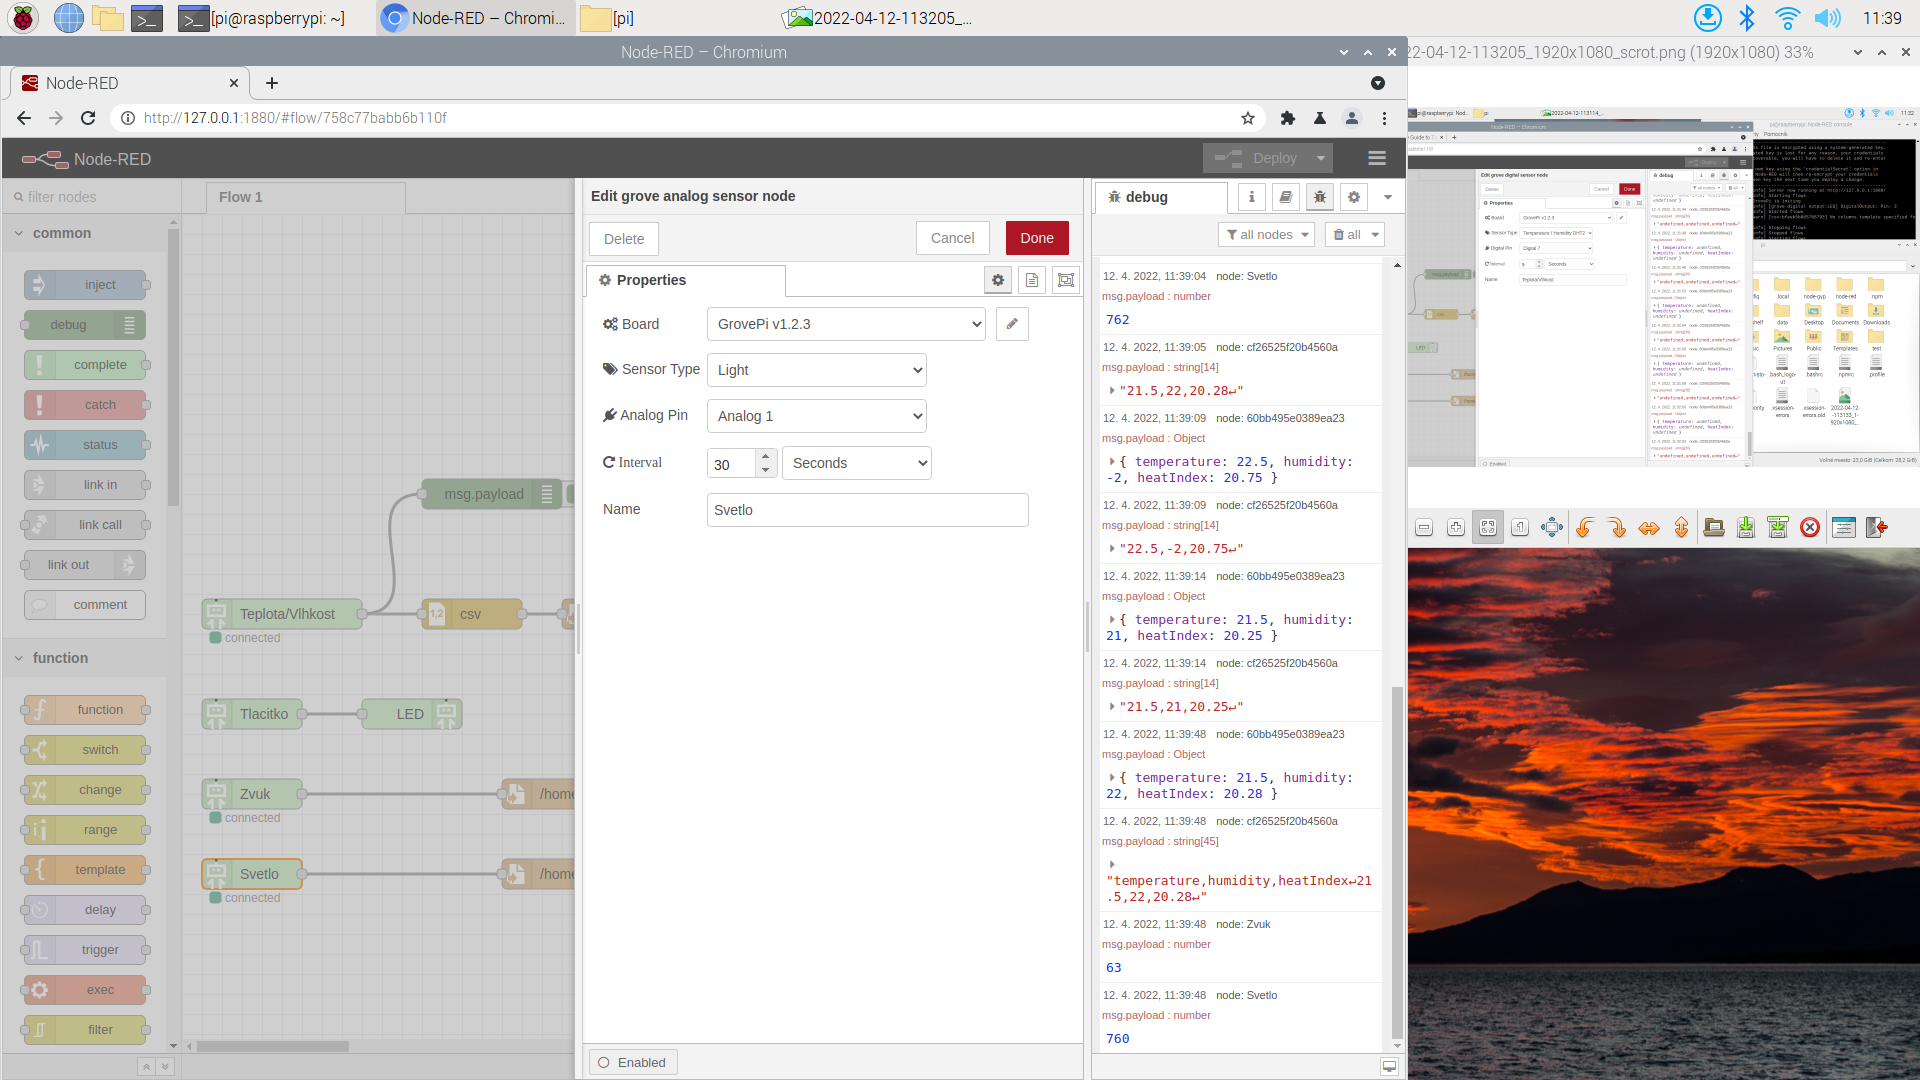 [pi@raspberrypi: ~]
Node-RED – Chromi...
[pi]
2022-04-12-113205_...
11:39
Node-RED – Chromium
22-04-12-113205_1920x1080_scrot.png (1920x1080) 33%
Node-RED
http://127.0.0.1:1880/#flow/758c77babb6b110f
Node-RED
Deploy
filter nodes
common
inject
debug
complete
catch
status
link in
link call
link out
comment
function
function
switch
change
range
template
delay
trigger
exec
filter
Flow 1
msg.payload
Teplota/Vlhkost
connected
csv
Tlacitko
LED
Zvuk
connected
/home
Svetlo
connected
/home
Edit grove analog sensor node
Delete
Cancel
Done
Properties
Board
GrovePi v1.2.3
Sensor Type
Light
Analog Pin
Analog 1
Interval
30
Seconds
Name
Svetlo
Enabled
debug
all nodes
all
12. 4. 2022, 11:39:04 node: Svetlo
msg.payload : number
762
12. 4. 2022, 11:39:05 node: cf26525f20b4560a
msg.payload : string[14]
"21.5,22,20.28↵"
12. 4. 2022, 11:39:09 node: 60bb495e0389ea23
msg.payload : Object
{ temperature: 22.5, humidity:
-2, heatIndex: 20.75 }
12. 4. 2022, 11:39:09 node: cf26525f20b4560a
msg.payload : string[14]
"22.5,-2,20.75↵"
12. 4. 2022, 11:39:14 node: 60bb495e0389ea23
msg.payload : Object
{ temperature: 21.5, humidity:
21, heatIndex: 20.25 }
12. 4. 2022, 11:39:14 node: cf26525f20b4560a
msg.payload : string[14]
"21.5,21,20.25↵"
12. 4. 2022, 11:39:48 node: 60bb495e0389ea23
msg.payload : Object
{ temperature: 21.5, humidity:
22, heatIndex: 20.28 }
12. 4. 2022, 11:39:48 node: cf26525f20b4560a
msg.payload : string[45]
"temperature,humidity,heatIndex↵21
.5,22,20.28↵"
12. 4. 2022, 11:39:48 node: Zvuk
msg.payload : number
63
12. 4. 2022, 11:39:48 node: Svetlo
msg.payload : number
760